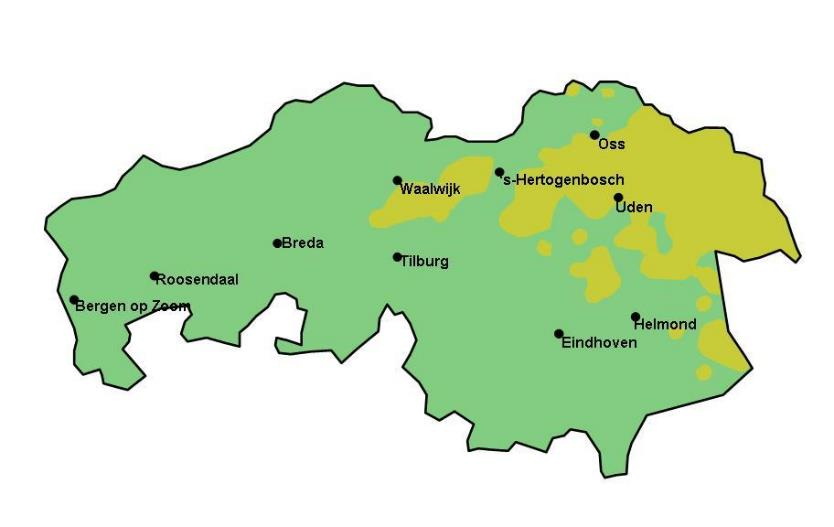 Oss
's-Hertogenbosch
Waalwijk
Uden
Breda
Tilburg
Roosendaal
Bergen op Zoom
Helmond
Eindhoven